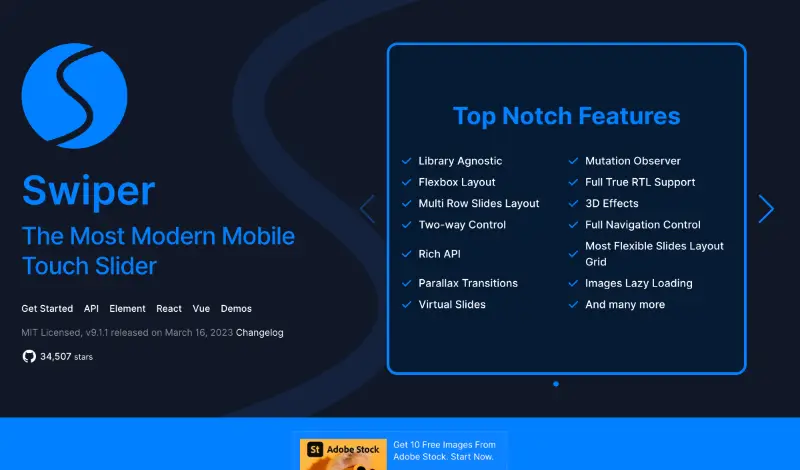 Swiper
The Most Modern Mobile
Touch Slider
Get Started API Element React Vue Demos
MIT Licensed, v9.1.1 released on March 16, 2023 Changelog
34,507 stars
Top Notch Features
Library Agnostic
Flexbox Layout
Multi Row Slides Layout
Two-way Control
Rich API
Parallax Transitions
Virtual Slides
Mutation Observer
Full True RTL Support
3D Effects
Full Navigation Control
Most Flexible Slides Layout
Grid
Images Lazy Loading
And many more
St Adobe Stock
Get 10 Free Images From
Adobe Stock. Start Now.